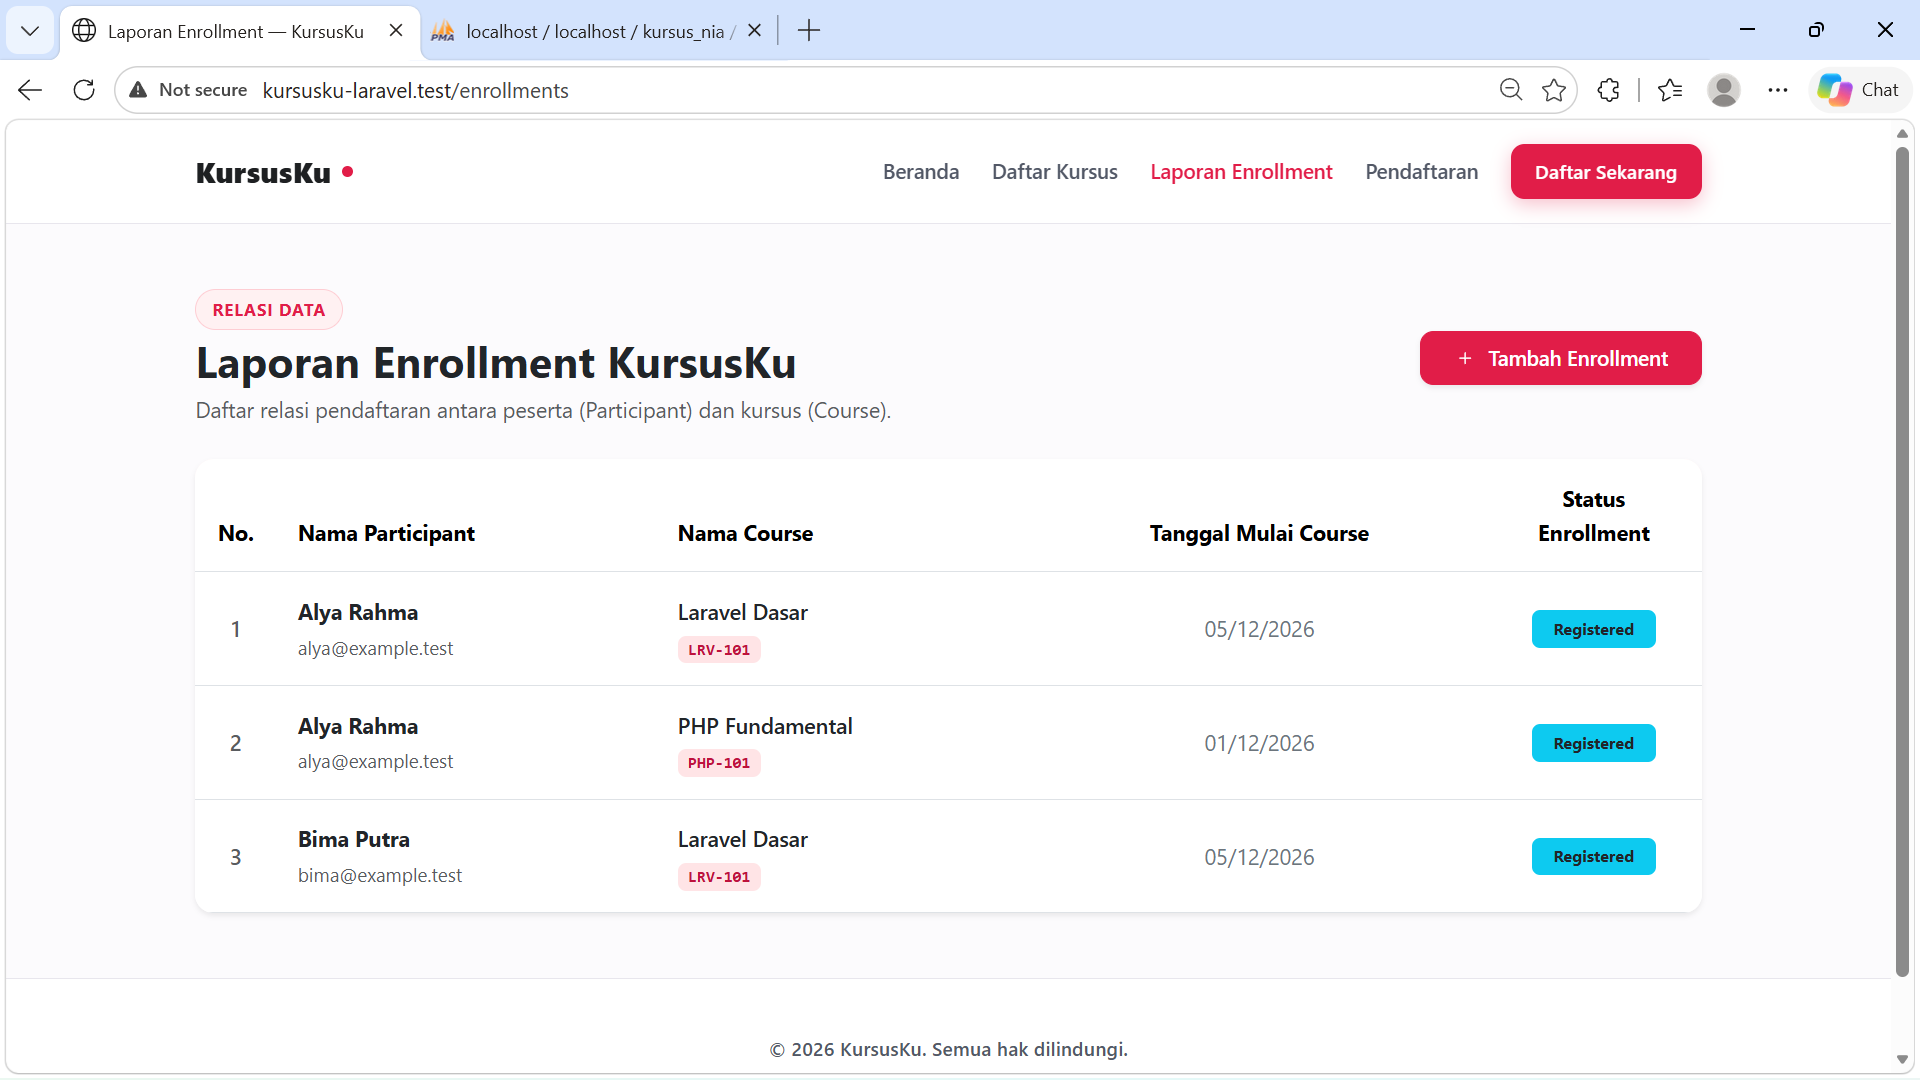 Laporan Enrollment — KursusKu
localhost / localhost / kursus_nia /
Not secure kursusku-laravel.test/enrollments
Chat
KursusKu
Beranda Daftar Kursus Laporan Enrollment Pendaftaran Daftar Sekarang
RELASI DATA
Laporan Enrollment KursusKu
Daftar relasi pendaftaran antara peserta (Participant) dan kursus (Course).
+ Tambah Enrollment
No. Nama Participant Nama Course Tanggal Mulai Course Status Enrollment
1 Alya Rahma Laravel Dasar 05/12/2026 Registered
alya@example.test LRV-101
2 Alya Rahma PHP Fundamental 01/12/2026 Registered
alya@example.test PHP-101
3 Bima Putra Laravel Dasar 05/12/2026 Registered
bima@example.test LRV-101
© 2026 KursusKu. Semua hak dilindungi.